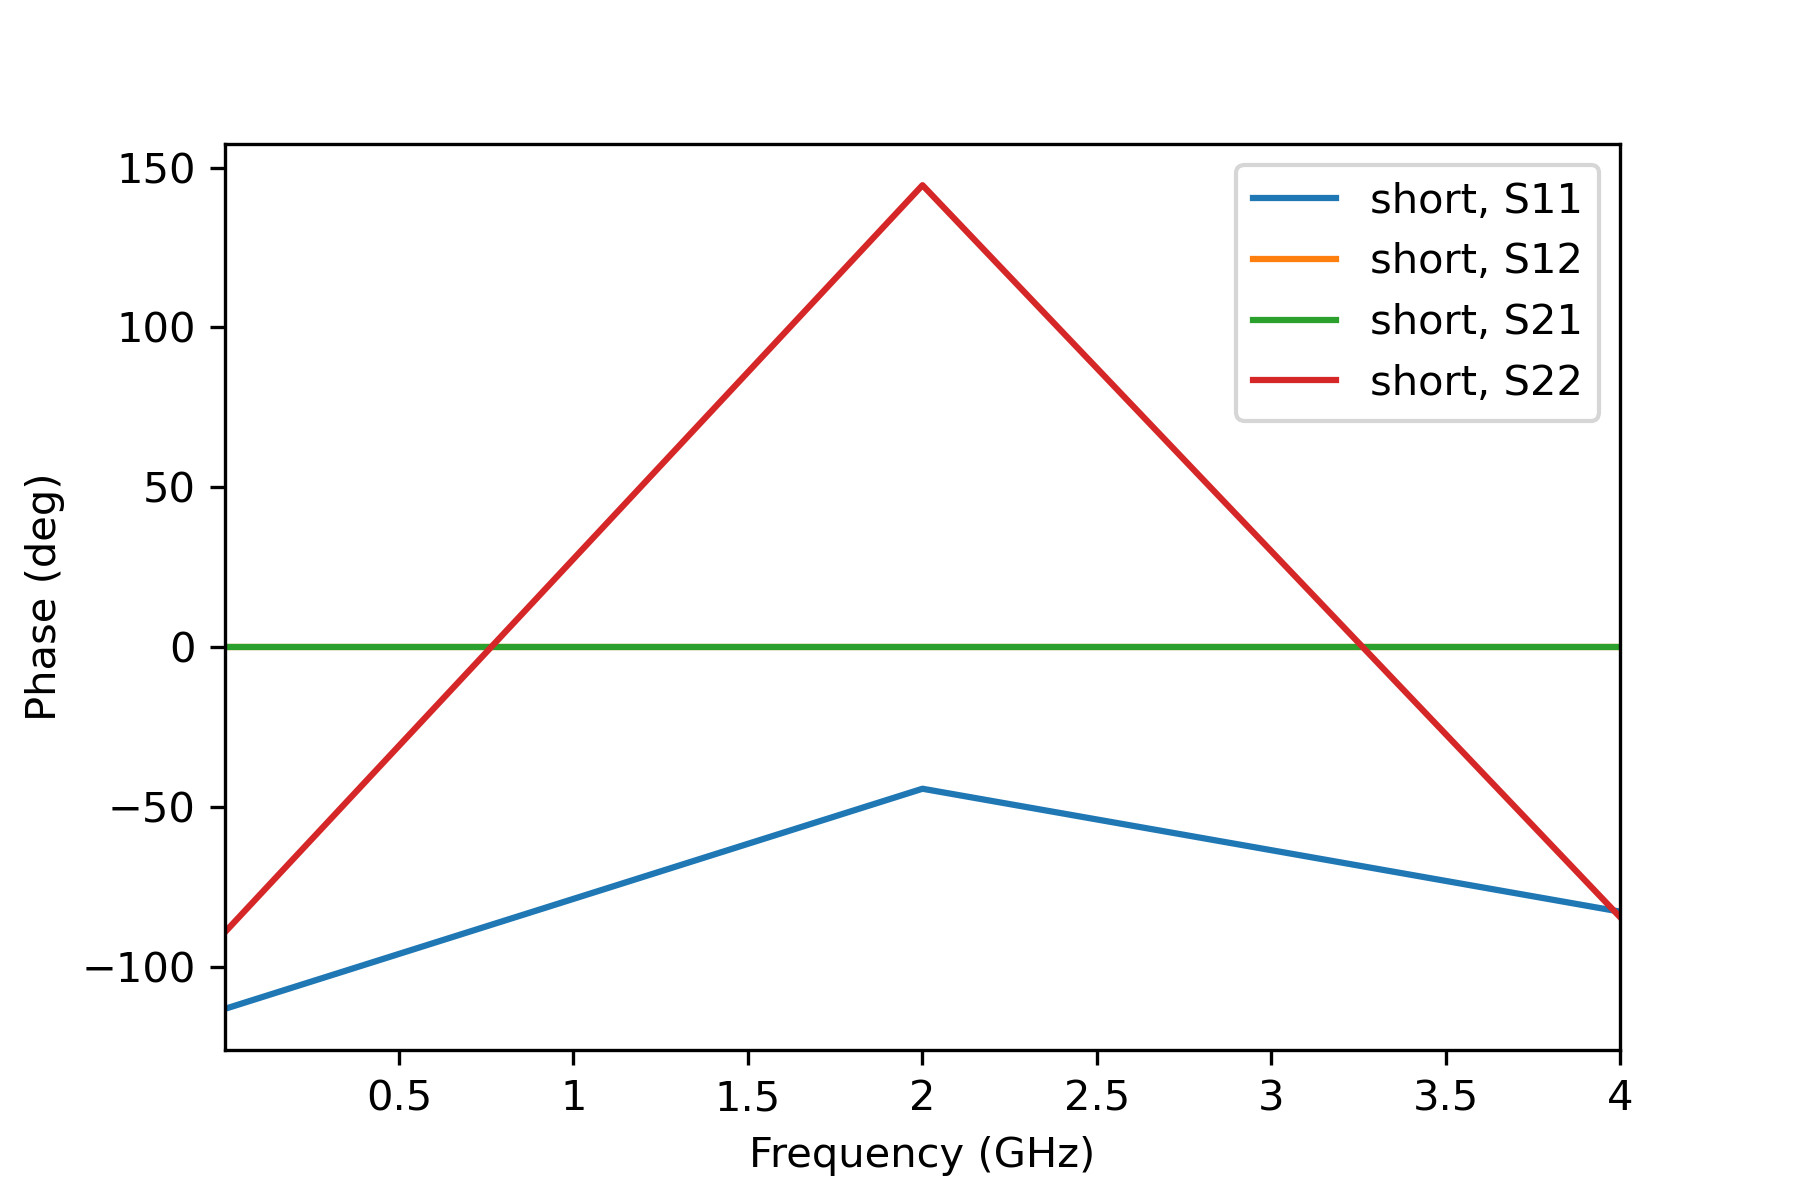 150
100
50
0
−50
−100
Phase (deg)
short, S11
short, S12
short, S21
short, S22
0.5 1 1.5 2 2.5 3 3.5 4
Frequency (GHz)